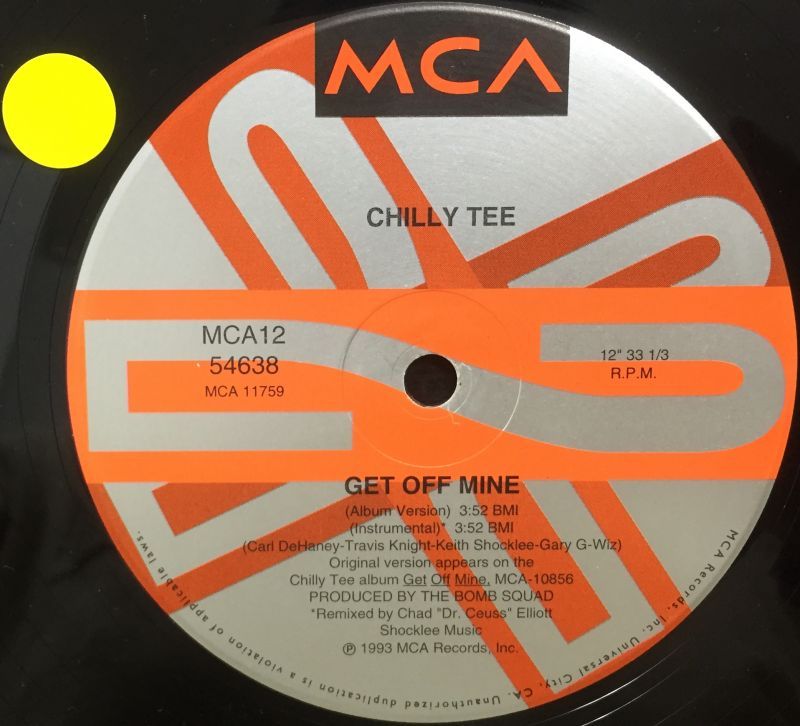 MCA
CHILLY TEE
MCA12
54638
MCA 11759
12" 33 1/3
R.P.M.
GET OFF MINE
(Album Version) 3:52 BMI
(Instrumental)* 3:52 BMI
(Carl DeHaney-Travis Knight-Keith Shocklee-Gary G-Wiz)
Original version appears on the
Chilly Tee album Get Off Mine, MCA-10856
PRODUCED BY THE BOMB SQUAD
*Remixed by Chad "Dr. Ceuss" Elliott
Shocklee Music
℗ 1993 MCA Records, Inc.
MCA Records, Inc. Universal City, CA. Unauthorized duplication is a violation of applicable laws.